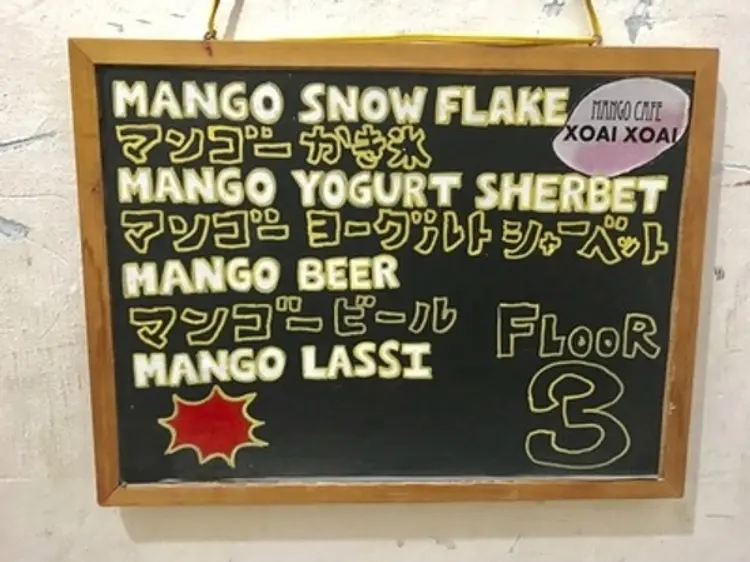 MANGO SNOW FLAKE
マンゴー かき氷
MANGO YOGURT SHERBET
マンゴー ヨーグルト シャーベット
MANGO BEER
マンゴー ビール
MANGO LASSI
MANGO CAFE
XOAI XOAI
FLOOR
3